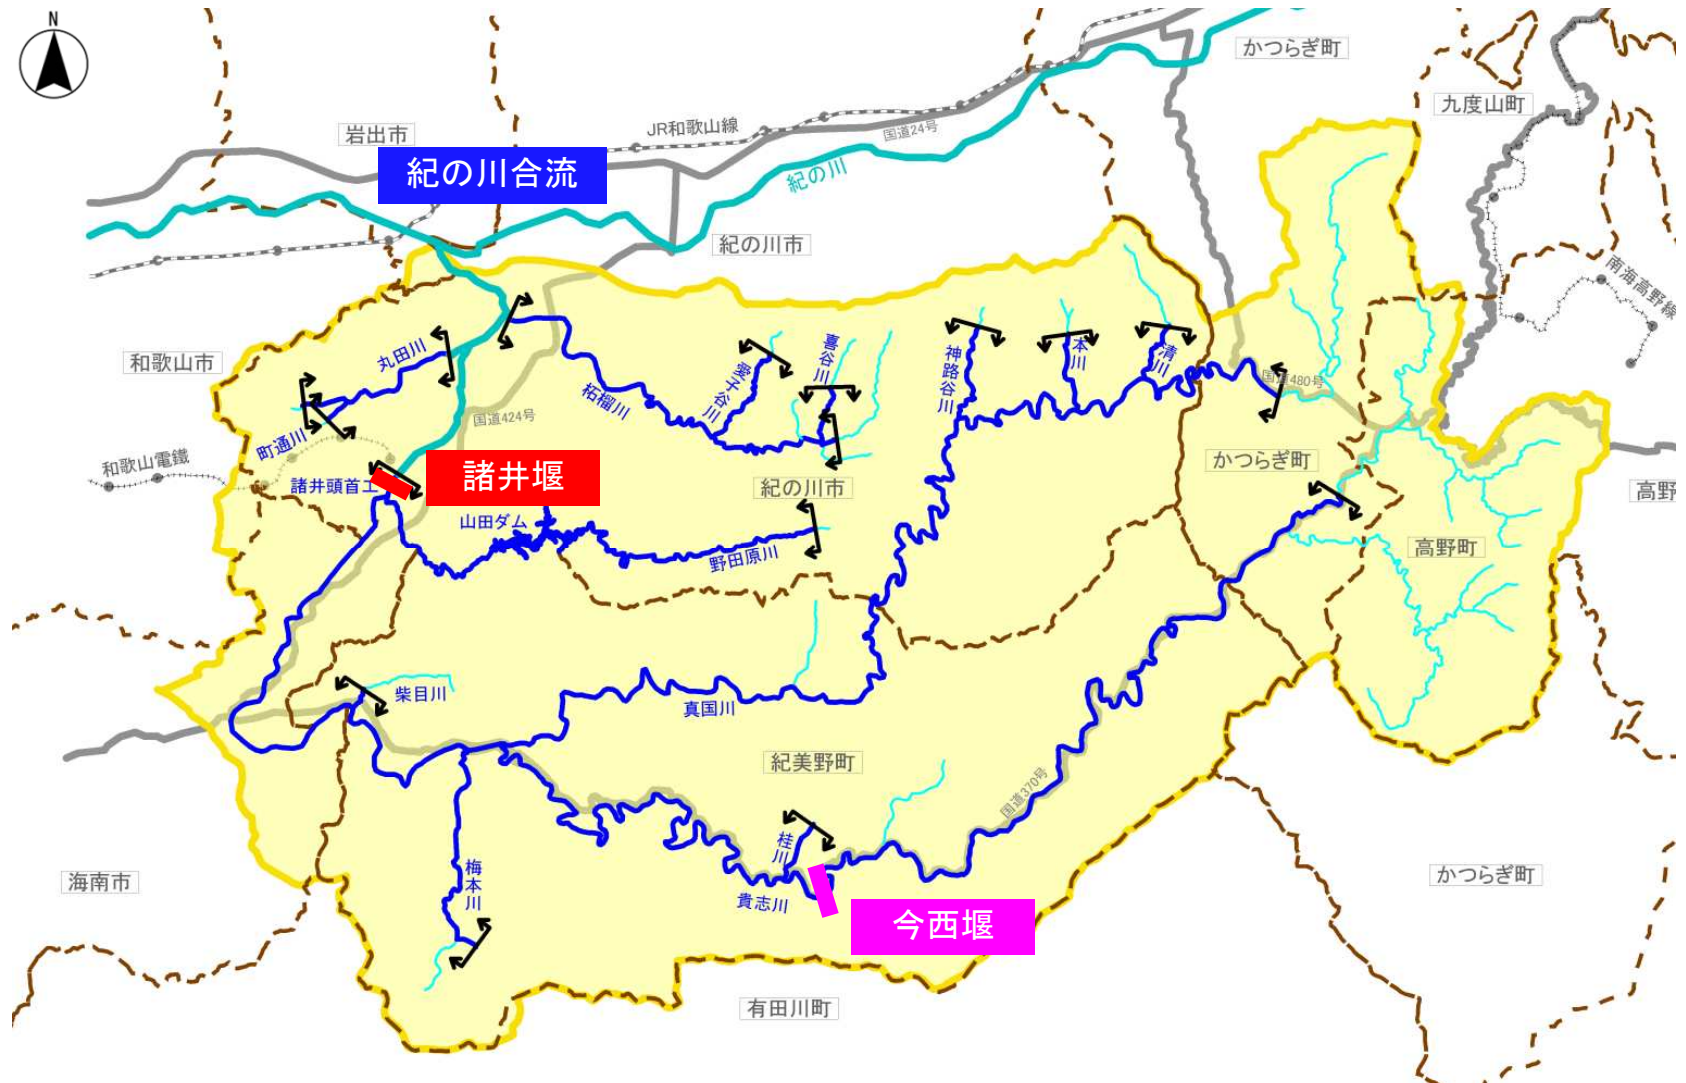 N
かつらぎ町
九度山町
岩出市
JR和歌山線
国道24号
紀の川合流
紀の川
紀の川市
南海高野線
和歌山市
丸田川
喜谷川
愛子谷川
神路谷川
本川
清川
国道480号
柘榴川
国道424号
町通川
和歌山電鐵
諸井頭首工
諸井堰
かつらぎ町
紀の川市
高野
山田ダム
野田原川
高野町
柴目川
真国川
紀美野町
国道370号
桂川
梅本川
海南市
かつらぎ町
貴志川
今西堰
有田川町